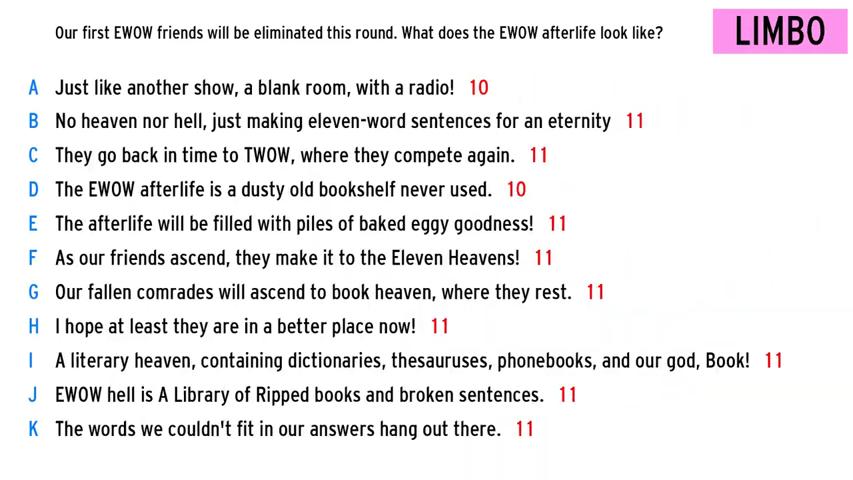 Our first EWOW friends will be eliminated this round. What does the EWOW afterlife look like? LIMBO
A Just like another show, a blank room, with a radio! 10
B No heaven nor hell, just making eleven-word sentences for an eternity 11
C They go back in time to TWOW, where they compete again. 11
D The EWOW afterlife is a dusty old bookshelf never used. 10
E The afterlife will be filled with piles of baked eggy goodness! 11
F As our friends ascend, they make it to the Eleven Heavens! 11
G Our fallen comrades will ascend to book heaven, where they rest. 11
H I hope at least they are in a better place now! 11
I A literary heaven, containing dictionaries, thesauruses, phonebooks, and our god, Book! 11
J EWOW hell is A Library of Ripped books and broken sentences. 11
K The words we couldn't fit in our answers hang out there. 11